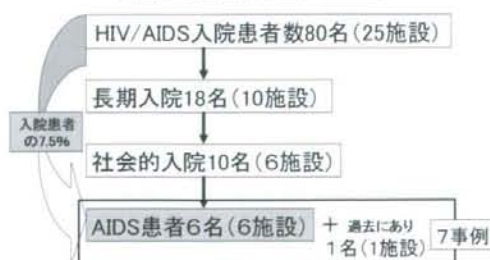 HIV/AIDS入院患者数80名(25施設)
長期入院18名(10施設)
入院患者
の7.5%
社会的入院10名(6施設)
AIDS患者6名(6施設) + 過去にあり
1名(1施設)
7事例